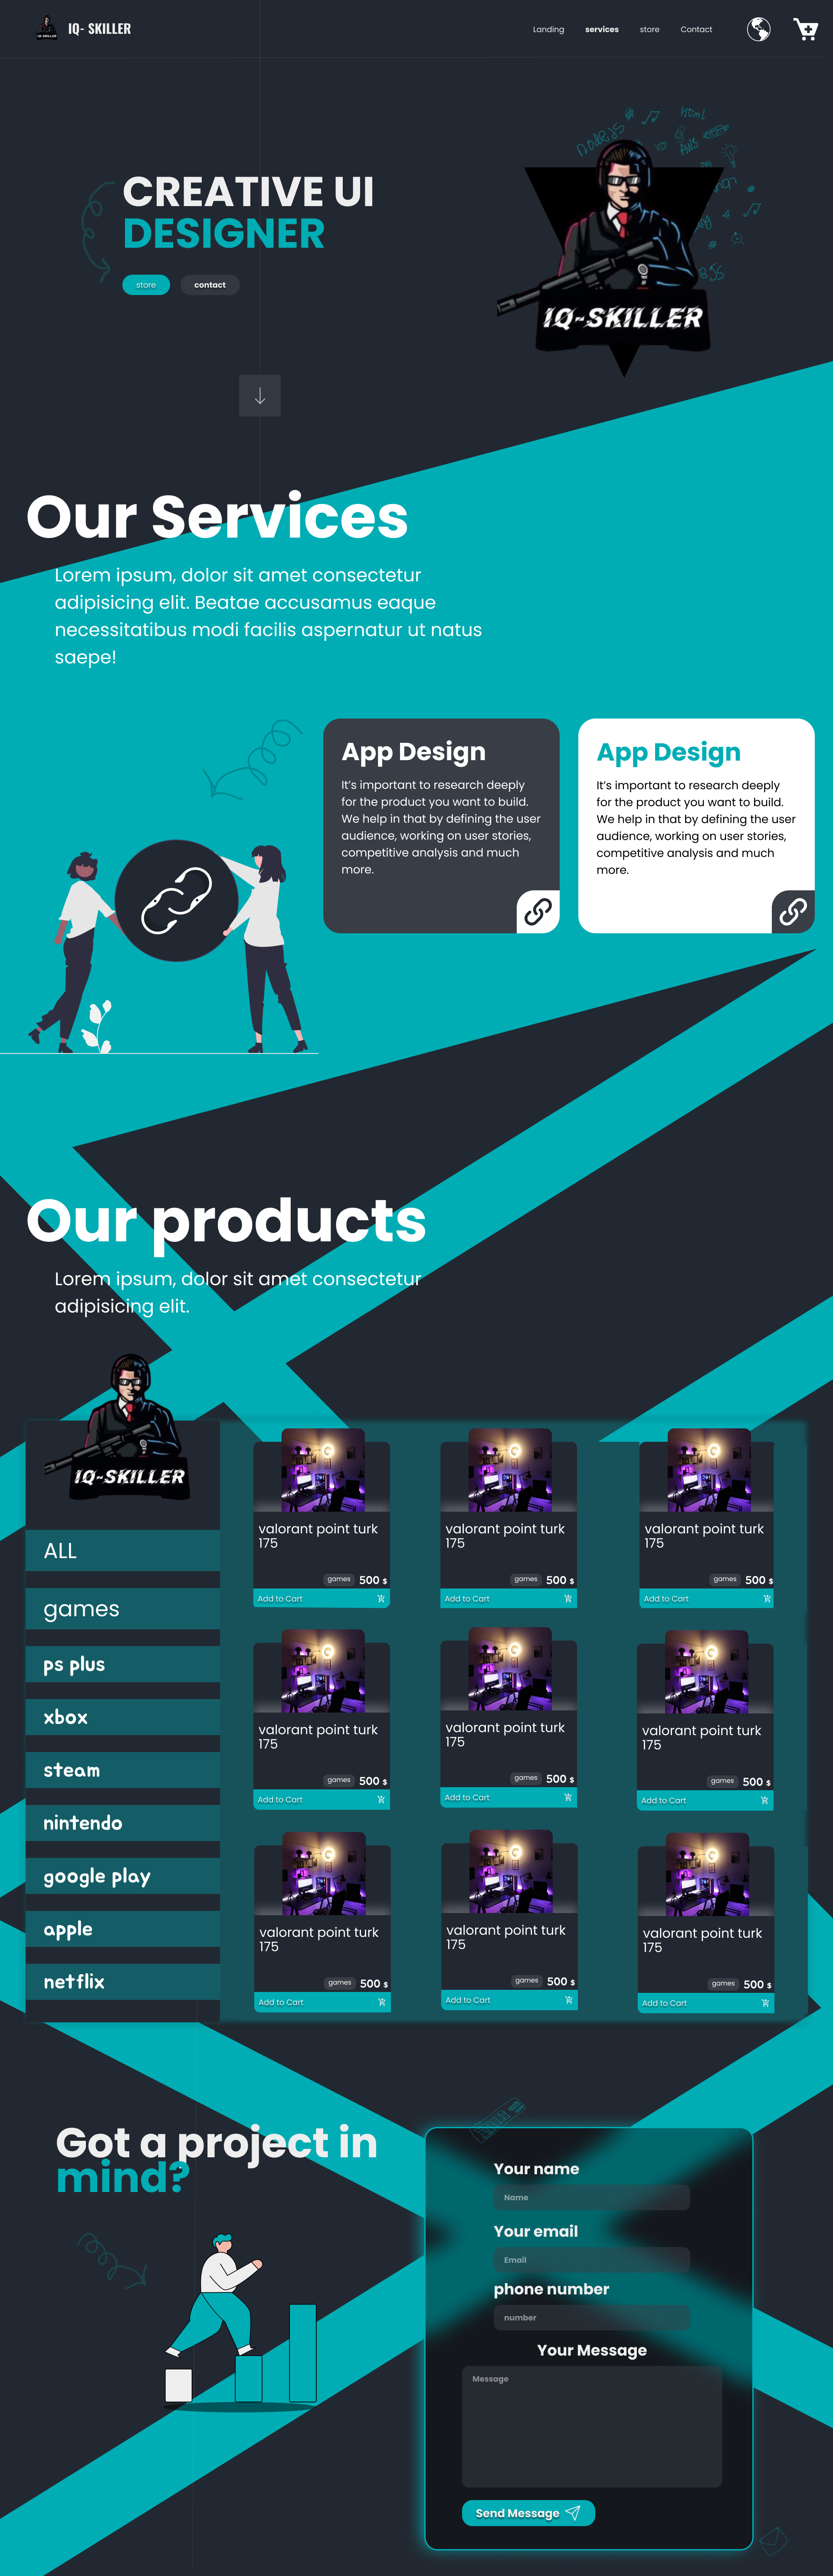 IQ-SKILLER
IQ- SKILLER
Landing
services
store
Contact
CREATIVE UI
DESIGNER
store
contact
NODEJS
Html
AWS
IQ-SKILLER
Our Services
Lorem ipsum, dolor sit amet consectetur
adipisicing elit. Beatae accusamus eaque
necessitatibus modi facilis aspernatur ut natus
saepe!
App Design
It's important to research deeply
for the product you want to build.
We help in that by defining the user
audience, working on user stories,
competitive analysis and much
more.
App Design
It's important to research deeply
for the product you want to build.
We help in that by defining the user
audience, working on user stories,
competitive analysis and much
more.
Our products
Lorem ipsum, dolor sit amet consectetur
adipisicing elit.
IQ-SKILLER
ALL
games
ps plus
xbox
steam
nintendo
google play
apple
netflix
valorant point turk
175
games 500 $
Add to Cart
valorant point turk
175
games 500 $
Add to Cart
valorant point turk
175
games 500 $
Add to Cart
valorant point turk
175
games 500 $
Add to Cart
valorant point turk
175
games 500 $
Add to Cart
valorant point turk
175
games 500 $
Add to Cart
valorant point turk
175
games 500 $
Add to Cart
valorant point turk
175
games 500 $
Add to Cart
valorant point turk
175
games 500 $
Add to Cart
Got a project in
mind?
Your name
Name
Your email
Email
phone number
number
Your Message
Message
Send Message